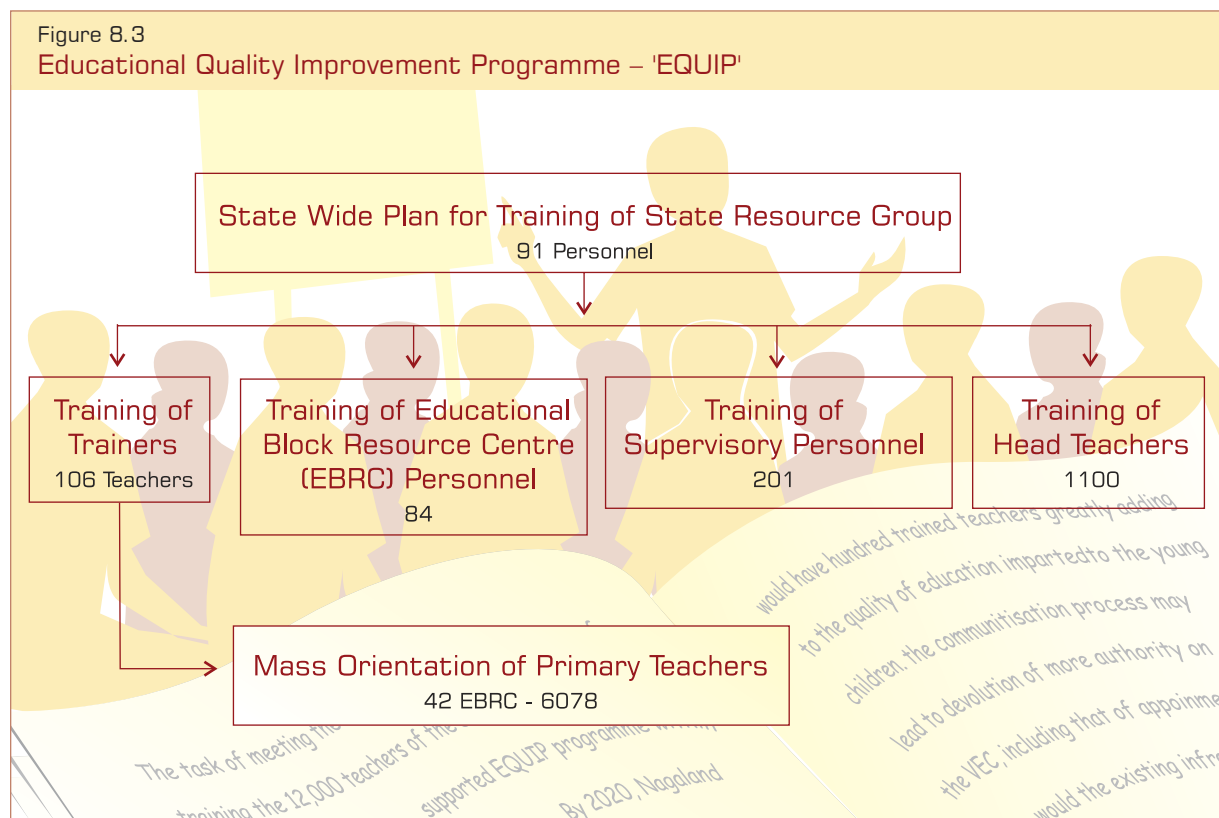 Figure 8.3
Educational Quality Improvement Programme – 'EQUIP'
State Wide Plan for Training of State Resource Group
91 Personnel
Training of
Trainers
106 Teachers
Training of Educational
Block Resource Centre
(EBRC) Personnel
84
Training of
Supervisory Personnel
201
Training of
Head Teachers
1100
Mass Orientation of Primary Teachers
42 EBRC - 6078
The task of meeting the
training the 12,000 teachers of the
supported EQUIP programme
By 2020, Nagaland
would have hundred trained teachers greatly adding
to the quality of education impartedto the young
children. the communitisation process may
lead to devolution of more authority on
the VEC, including that of appoinme
would the existing infra